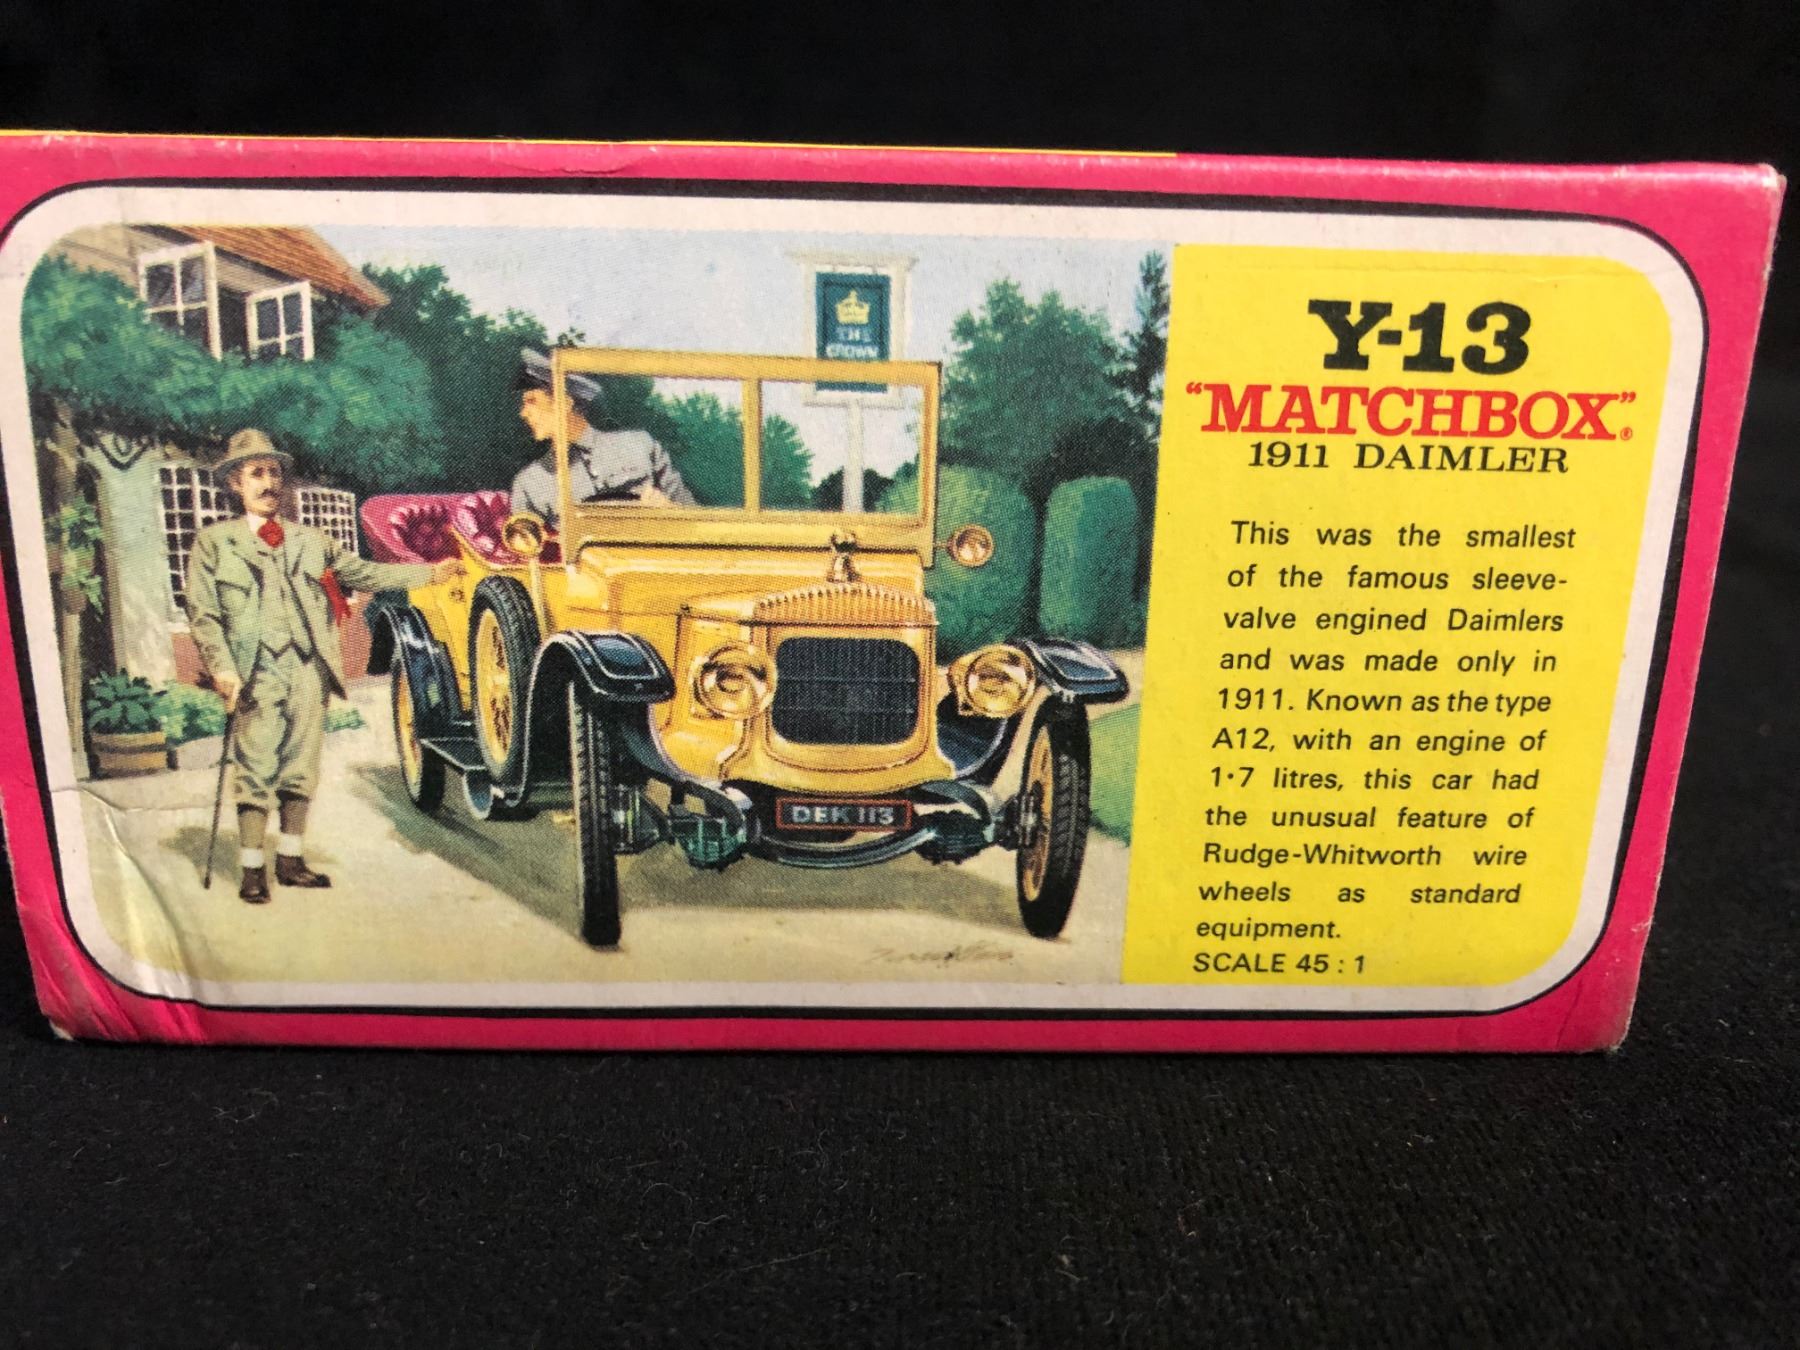 THE
CROWN
DEK 113
Y-13
"MATCHBOX"®
1911 DAIMLER
This was the smallest
of the famous sleeve-
valve engined Daimlers
and was made only in
1911. Known as the type
A12, with an engine of
1·7 litres, this car had
the unusual feature of
Rudge-Whitworth wire
wheels as standard
equipment.
SCALE 45 : 1